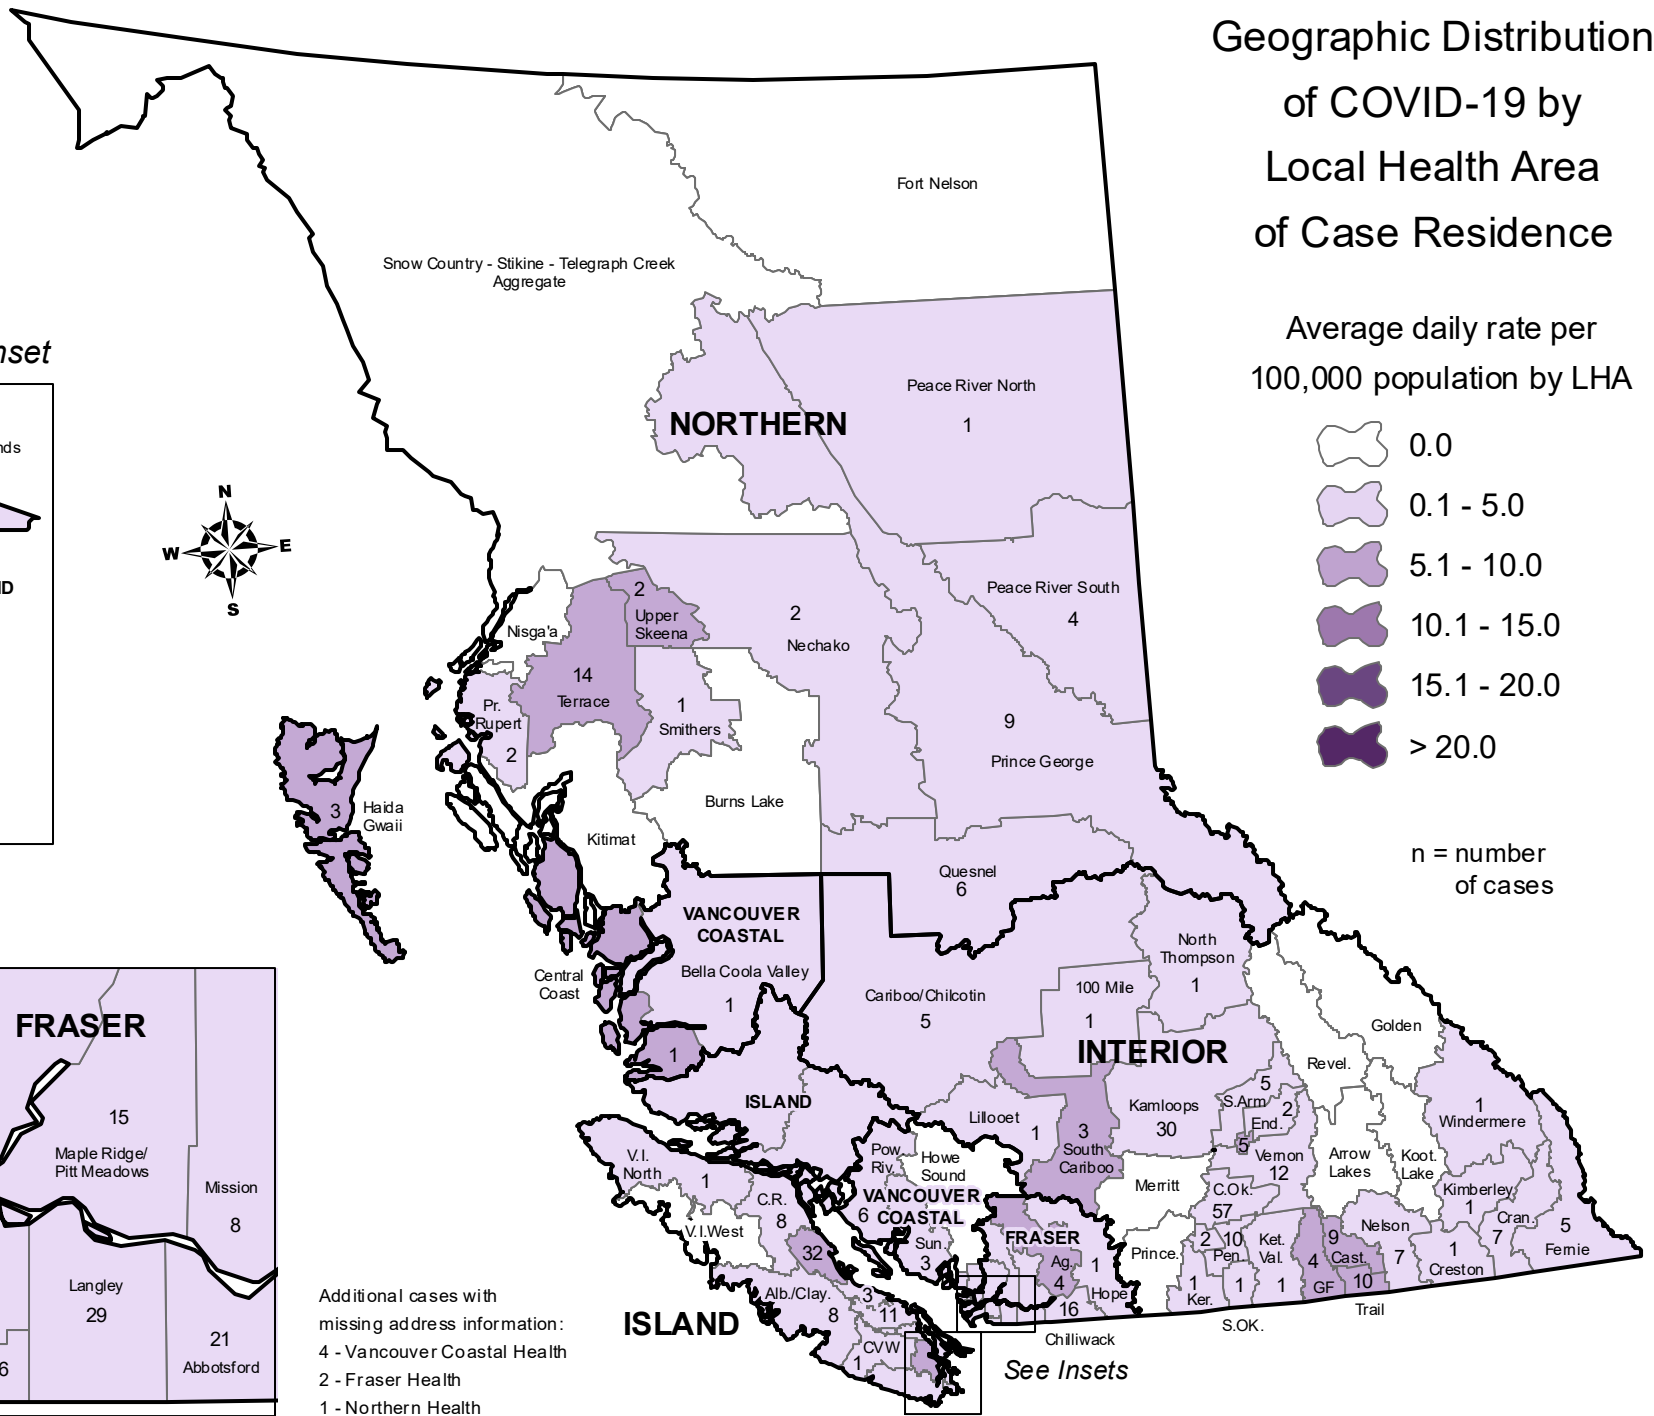 Geographic Distribution
of COVID-19 by
Local Health Area
of Case Residence
Average daily rate per
100,000 population by LHA
0.0
0.1 - 5.0
5.1 - 10.0
10.1 - 15.0
15.1 - 20.0
> 20.0
n = number
of cases
Fort Nelson
Snow Country - Stikine - Telegraph Creek
Aggregate
NORTHERN
Peace River North
1
Peace River South
4
N
W
E
S
2
Upper
Skeena
2
Nechako
Nisga'a
14
Terrace
Pr.
Rupert
2
1
Smithers
9
Prince George
Burns Lake
Kitimat
3
Haida
Gwaii
Quesnel
6
VANCOUVER
COASTAL
Bella Coola Valley
1
Central
Coast
1
Cariboo/Chilcotin
5
North
Thompson
1
100 Mile
1
INTERIOR
Golden
Revel.
ISLAND
Lillooet
1
3
South
Cariboo
Kamloops
30
5
S.Arm
2
End.
5
Vernon
12
Arrow
Lakes
Koot.
Lake
1
Windermere
V.I.
North
1
V.I.West
C.R.
8
32
Pow.
Riv.
Howe
Sound
VANCOUVER
COASTAL
6
Sun.
3
FRASER
Ag.
4
1
Hope
16
Chilliwack
Merritt
C.Ok.
57
Prince.
2
10
Pen.
Ket.
Val.
1
Ker.
1
1
S.OK.
4
GF
9
Cast.
10
Trail
Nelson
7
Kimberley
1
Cran.
7
1
Creston
5
Fernie
Alb./Clay.
8
3
11
CVW
1
ISLAND
See Insets
nset
nds
ID
FRASER
15
Maple Ridge/
Pitt Meadows
Mission
8
Langley
29
21
Abbotsford
6
Additional cases with
missing address information:
4 - Vancouver Coastal Health
2 - Fraser Health
1 - Northern Health